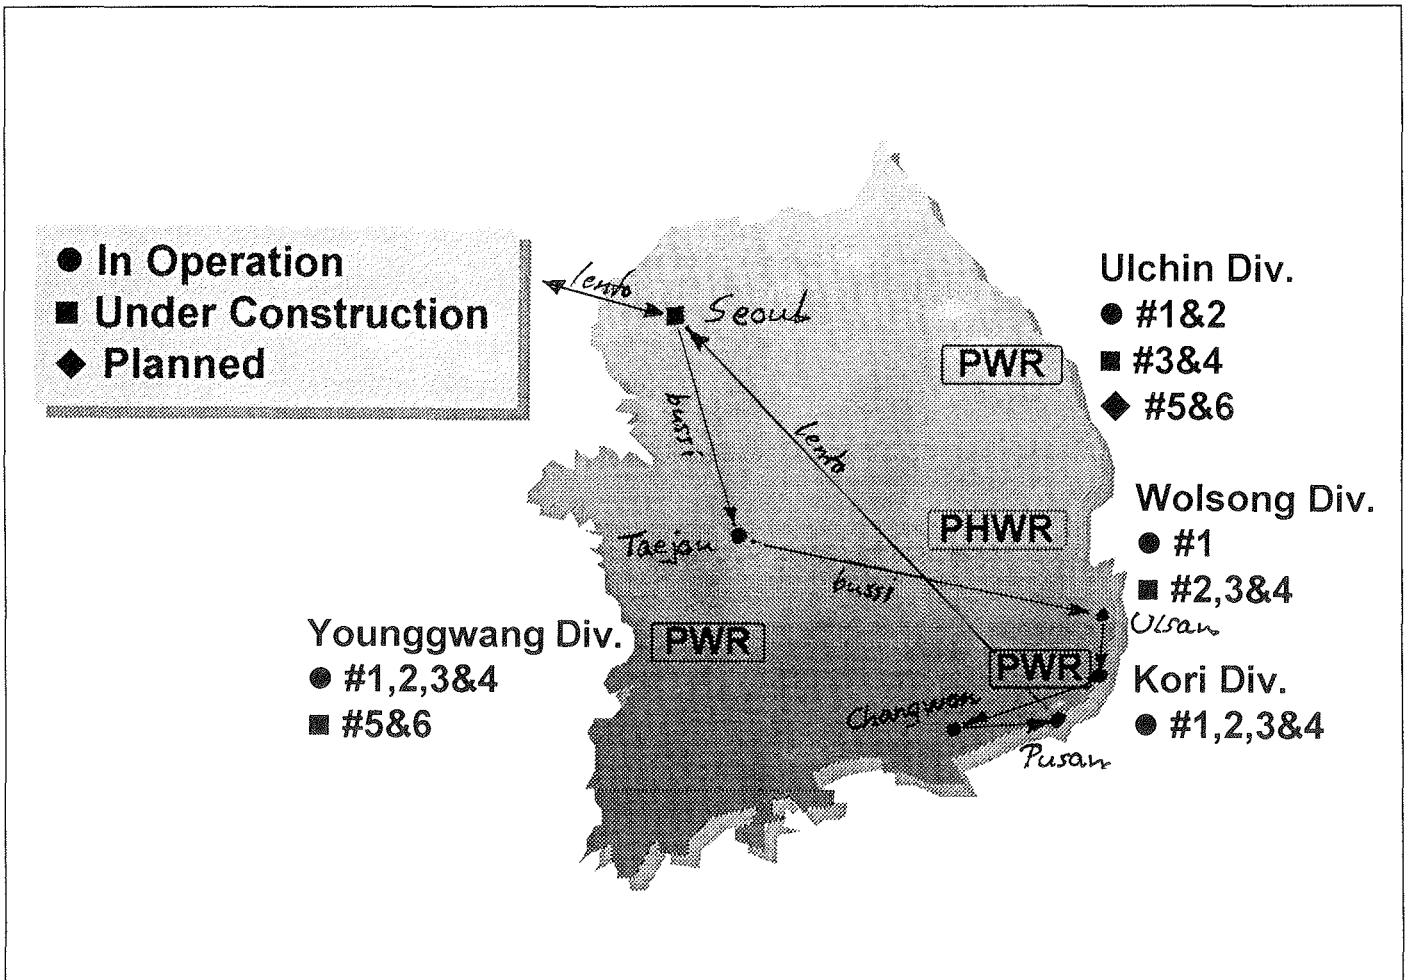 ● In Operation
■ Under Construction
◆ Planned
lento
Seoul
Ulchin Div.
● #1&2
■ #3&4
◆ #5&6
PWR
bussi
lento
Wolsong Div.
● #1
■ #2,3&4
PHWR
Taejon
bussi
Ulsan
Younggwang Div.
● #1,2,3&4
■ #5&6
PWR
PWR
Kori Div.
● #1,2,3&4
Changwon
Pusan